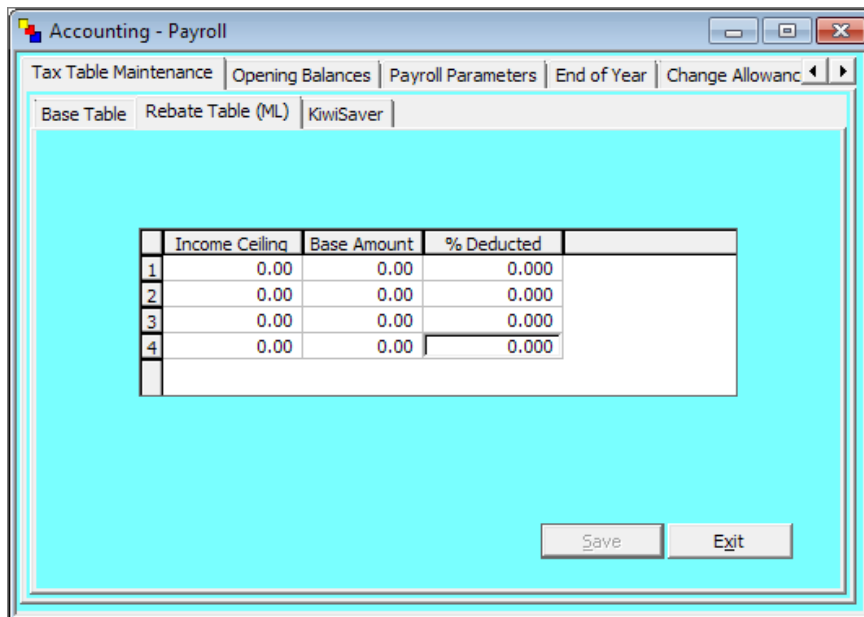 Accounting - Payroll
Tax Table Maintenance Opening Balances Payroll Parameters End of Year Change Allowanc
Base Table Rebate Table (ML) KiwiSaver
Income Ceiling Base Amount % Deducted
1 0.00 0.00 0.000
2 0.00 0.00 0.000
3 0.00 0.00 0.000
4 0.00 0.00 0.000
Save Exit